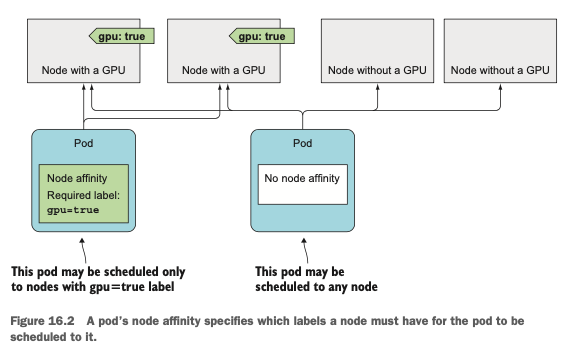 gpu: true
gpu: true
Node with a GPU
Node with a GPU
Node without a GPU
Node without a GPU
Pod
Pod
Node affinity
Required label:
gpu=true
No node affinity
This pod may be scheduled only
to nodes with gpu=true label
This pod may be
scheduled to any node
Figure 16.2 A pod’s node affinity specifies which labels a node must have for the pod to be
scheduled to it.